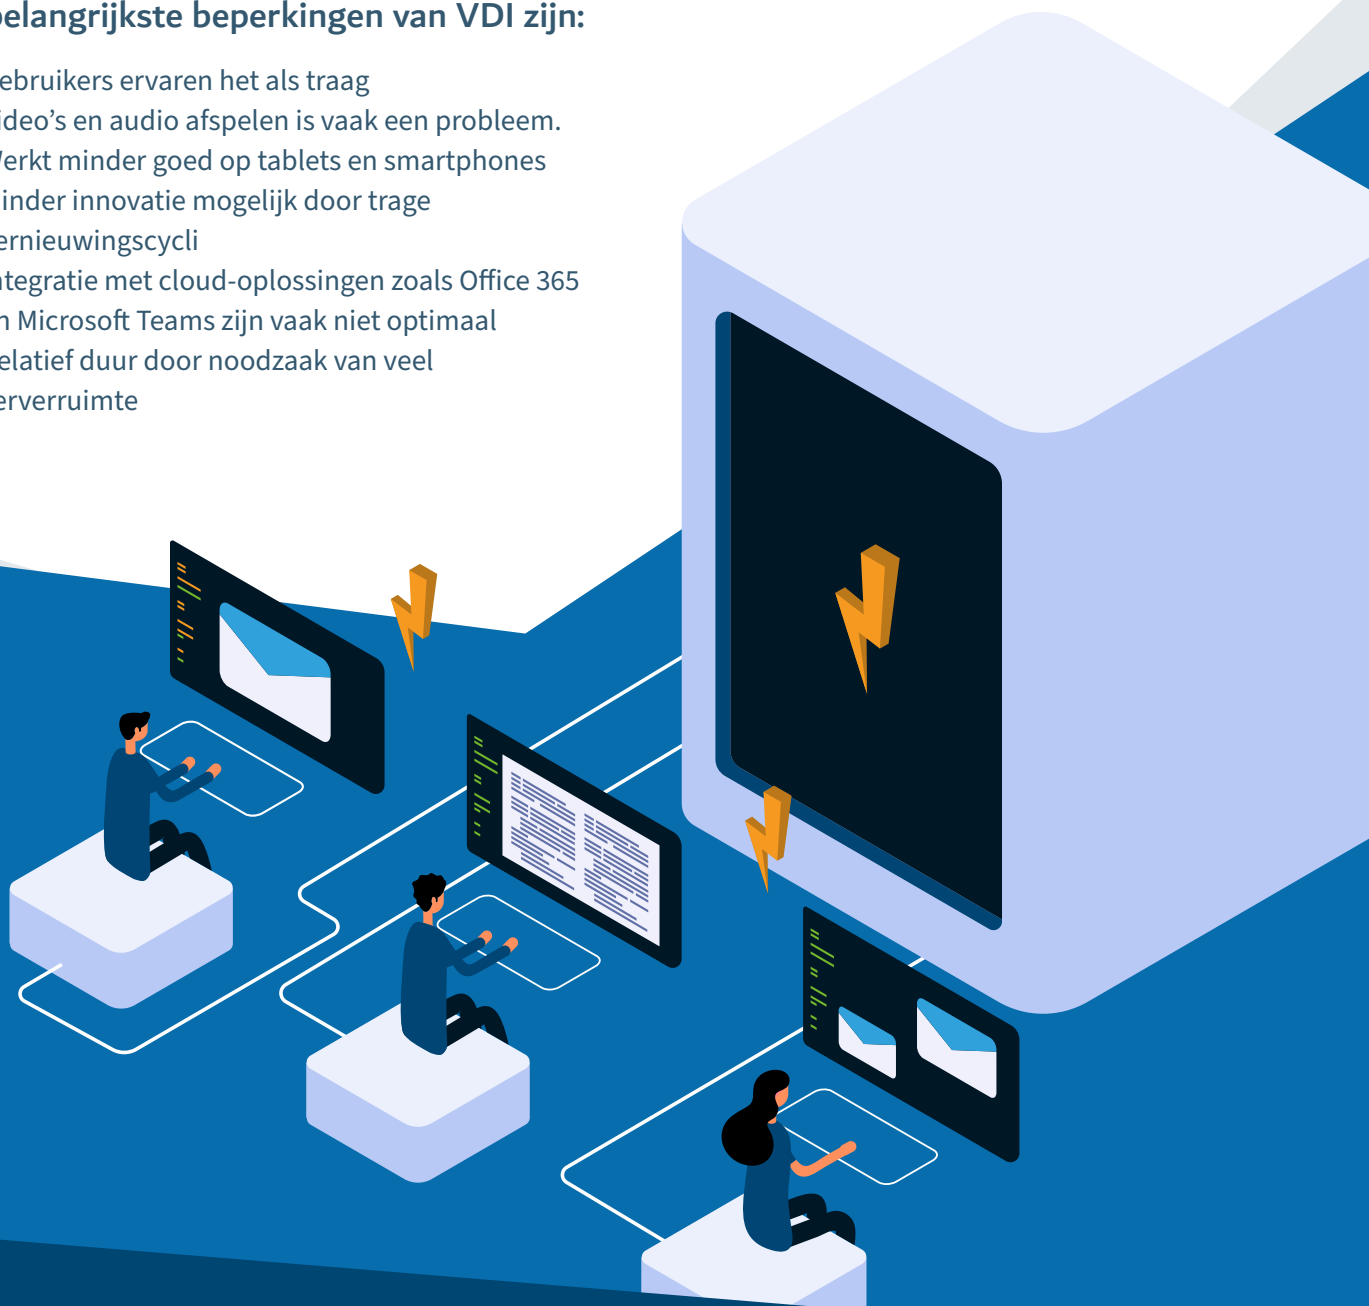 belangrijkste beperkingen van VDI zijn:
ebruikers ervaren het als traag
ideo’s en audio afspelen is vaak een probleem.
Werkt minder goed op tablets en smartphones
inder innovatie mogelijk door trage
ernieuwingscycli
ntegratie met cloud-oplossingen zoals Office 365
n Microsoft Teams zijn vaak niet optimaal
elatief duur door noodzaak van veel
erverruimte